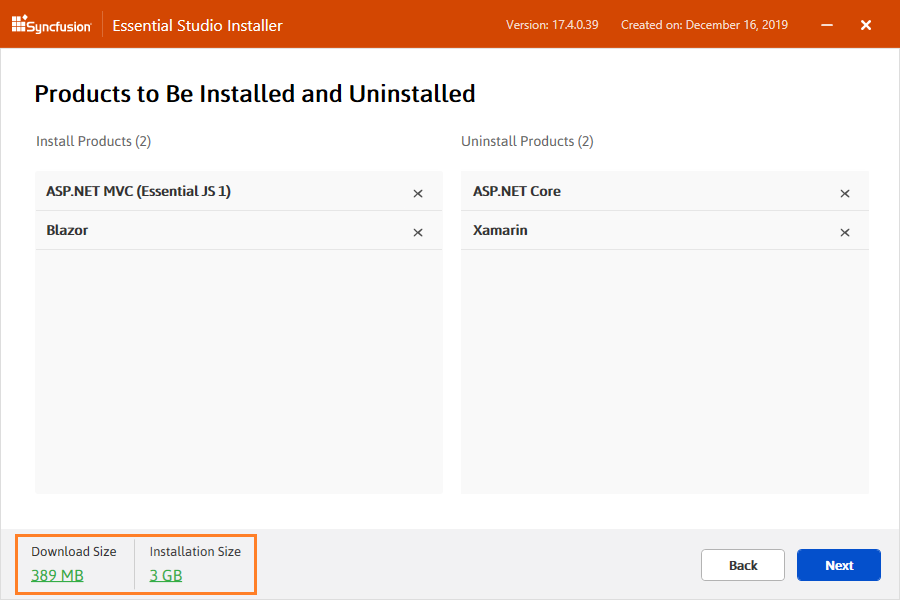 Syncfusion Essential Studio Installer Version: 17.4.0.39 Created on: December 16, 2019
Products to Be Installed and Uninstalled
Install Products (2) Uninstall Products (2)
ASP.NET MVC (Essential JS 1) ASP.NET Core
Blazor Xamarin
Download Size Installation Size
389 MB 3 GB
Back Next